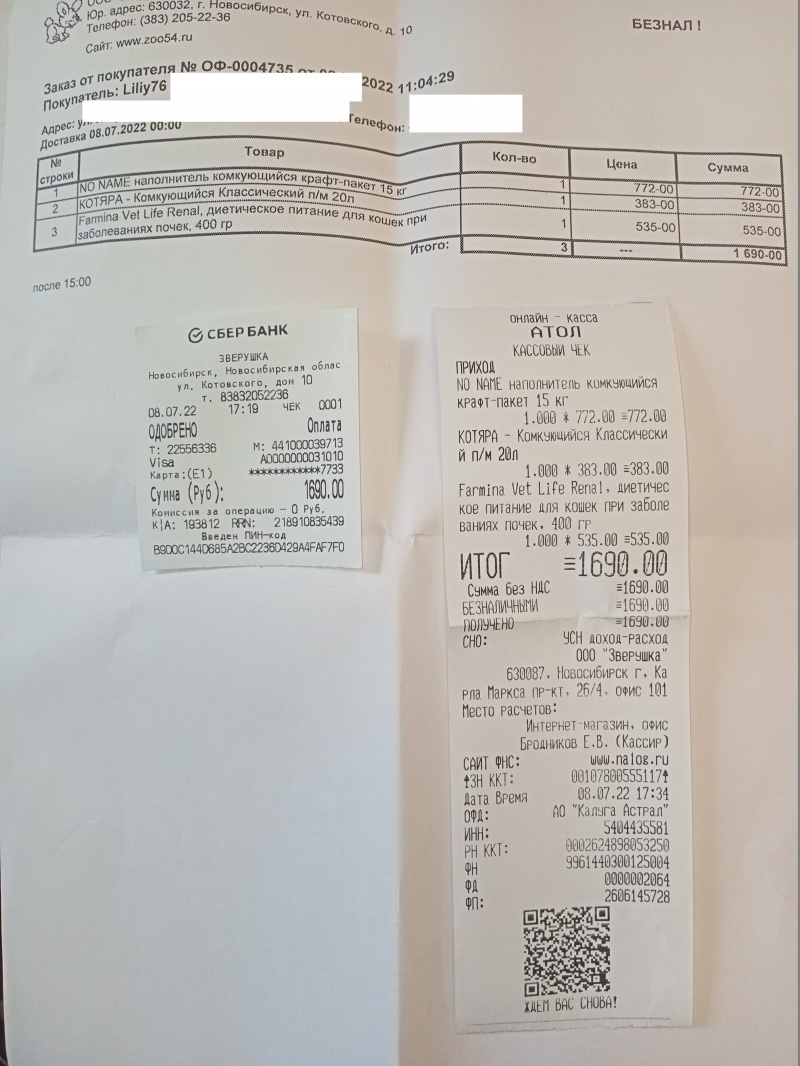 Юр. адрес: 630032, г. Новосибирск, ул. Котовского, д. 10
Телефон: (383) 205-22-36
Сайт: www.zoo54.ru
БЕЗНАЛ !
Заказ от покупателя № ОФ-0004735 от 2022 11:04:29
Покупатель: Liliy76
Адрес: Телефон:
Доставка 08.07.2022 00:00
№ строки Товар Кол-во Цена Сумма
1 NO NAME наполнитель комкующийся крафт-пакет 15 кг 1 772-00 772-00
2 КОТЯРА - Комкующийся Классический п/м 20л 1 383-00 383-00
3 Farmina Vet Life Renal, диетическое питание для кошек при
заболеваниях почек, 400 гр 1 535-00 535-00
Итого: 3 --- 1 690-00
после 15:00
СБЕР БАНК
ЗВЕРУШКА
Новосибирск, Новосибирская облас
ул. Котовского, дом 10
т. 83832052236
08.07.22 17:19 ЧЕК 0001
ОДОБРЕНО Оплата
Т: 22556336 М: 441000039713
Visa A0000000031010
Карта:(E1) ************7733
Сумма (Руб): 1690.00
Комиссия за операцию – 0 Руб.
К/А: 193812 RRN: 218910835439
Введен ПИН-код
B9D0C144D685A2BC2236D429A4FAF7F0
онлайн - касса
АТОЛ
КАССОВЫЙ ЧЕК
ПРИХОД
NO NAME наполнитель комкующийся
крафт-пакет 15 кг
1.000 * 772.00 ≡772.00
КОТЯРА - Комкующийся Классически
й п/м 20л
1.000 * 383.00 ≡383.00
Farmina Vet Life Renal, диетичес
кое питание для кошек при заболе
ваниях почек, 400 гр
1.000 * 535.00 ≡535.00
ИТОГ ≡1690.00
Сумма без НДС ≡1690.00
БЕЗНАЛИЧНЫМИ ≡1690.00
ПОЛУЧЕНО ≡1690.00
СНО: УСН доход-расход
ООО "Зверушка"
630087, Новосибирск г, Ка
рла Маркса пр-кт, 26/4, офис 101
Место расчетов:
Интернет-магазин, офис
Бродников Е.В. (Кассир)
САЙТ ФНС: www.nalog.ru
ЗН ККТ: 00107800555117
Дата Время 08.07.22 17:34
ОФД: АО "Калуга Астрал"
ИНН: 5404435581
РН ККТ: 0002624898053250
ФН 9961440300125004
ФД 0000002064
ФП: 2606145728
ЖДЕМ ВАС СНОВА!